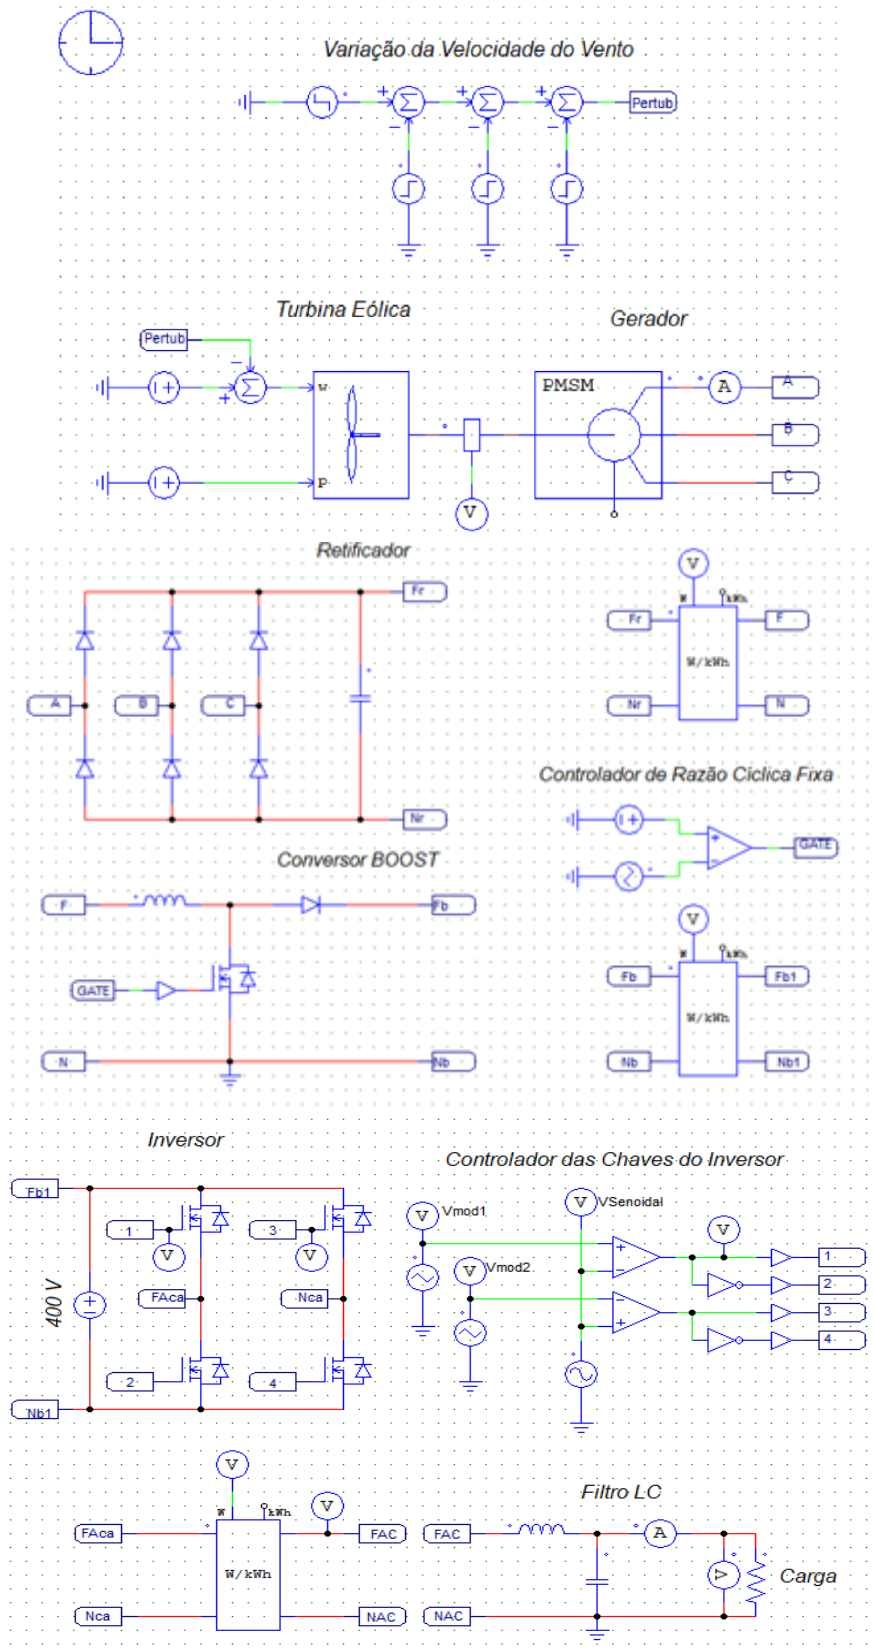 Variação da Velocidade do Vento
Pertub
Turbina Eólica
Gerador
Pertub
w
PMSM
A
A
B
p
C
V
Retificador
V
W
kWh
Fr
Fr
F
W/kWh
A
B
C
Nr
N
Controlador de Razão Cíclica Fixa
Nr
GATE
Conversor BOOST
F
Fb
V
W
kWh
Fb
Fb1
GATE
W/kWh
N
Nb
Nb
Nb1
Inversor
Controlador das Chaves do Inversor
Fb1
V
VSenoidal
V
Vmod1
V
1
3
V
V
V
Vmod2
1
2
FAca
Nca
3
400 V
4
2
4
Nb1
V
Filtro LC
W
kWh
V
FAca
FAC
FAC
A
W/kWh
V
Carga
Nca
NAC
NAC